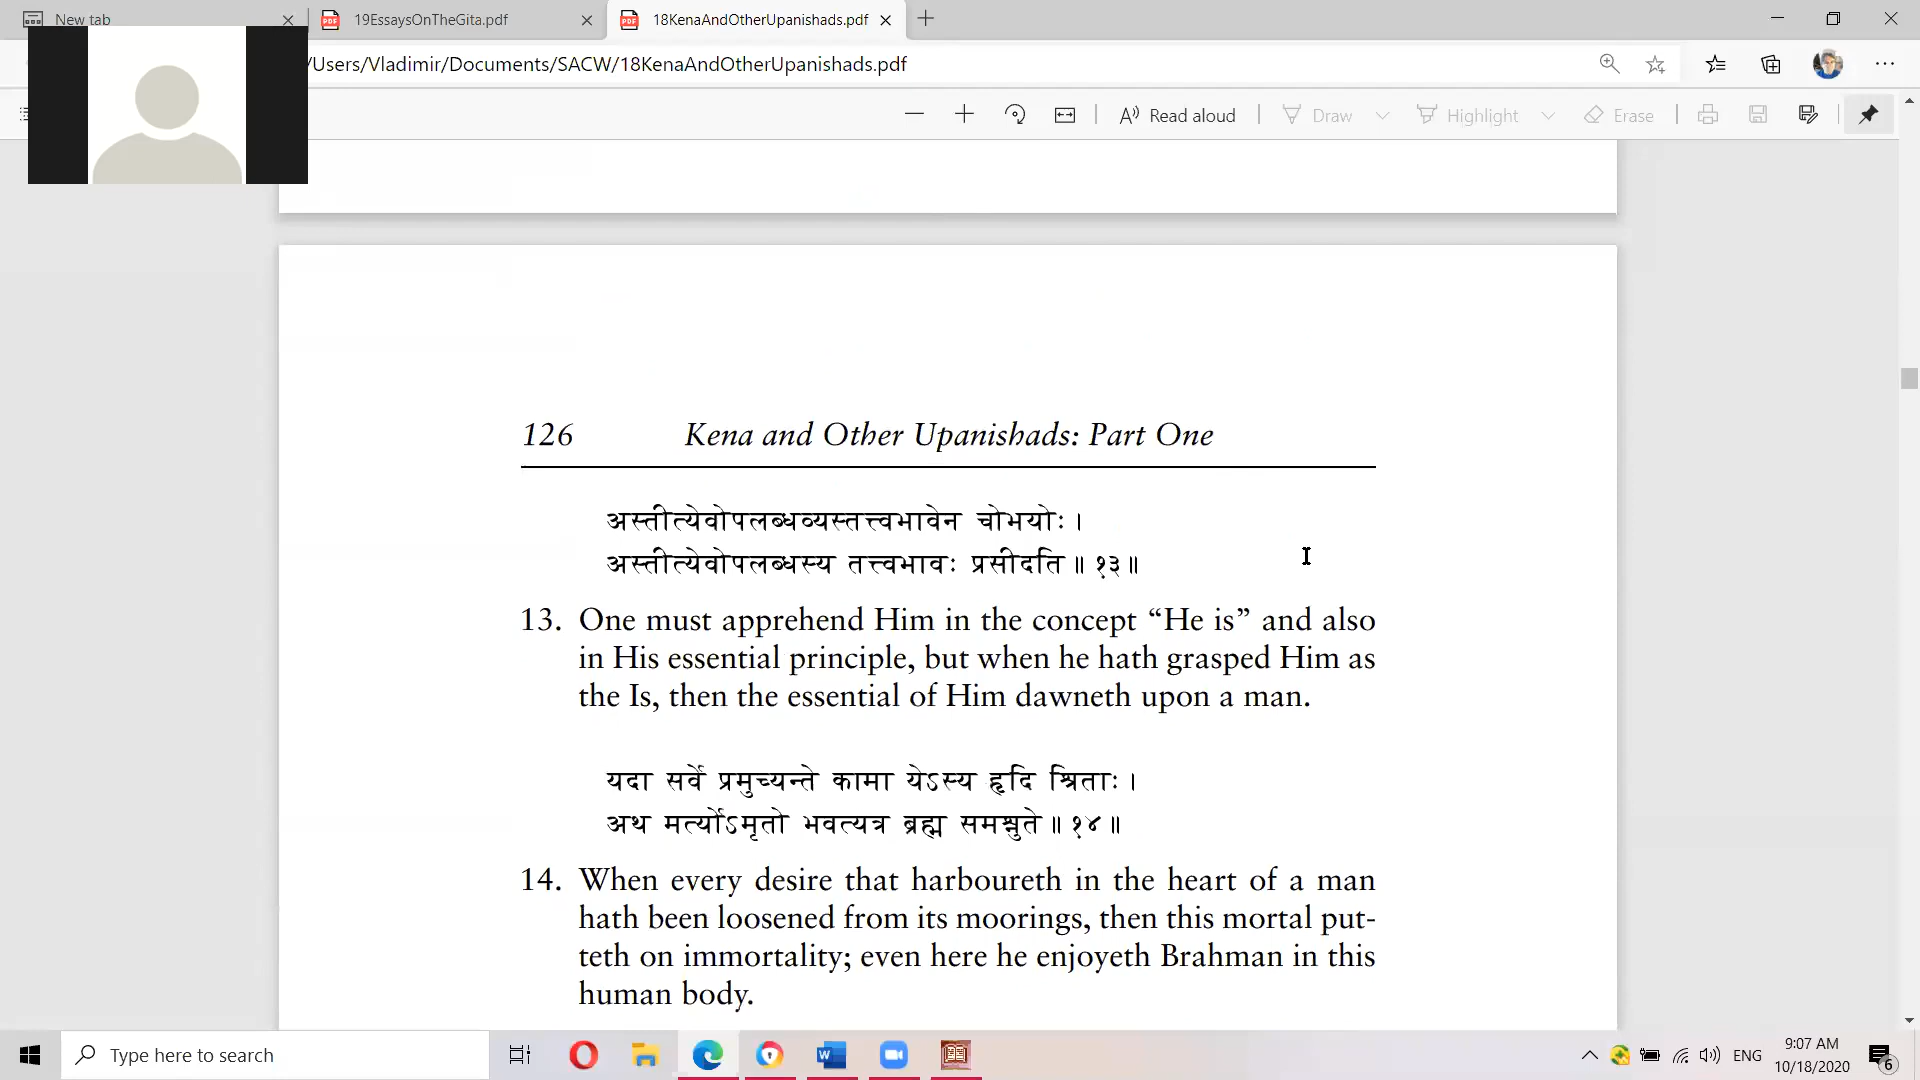 New tab
19EssaysOnTheGita.pdf
18KenaAndOtherUpanishads.pdf
/Users/Vladimir/Documents/SACW/18KenaAndOtherUpanishads.pdf
Read aloud
Draw
Highlight
Erase
126 Kena and Other Upanishads: Part One
अस्तीत्येवोपलब्धव्यस्तत्त्वभावेन चोभयोः ।
अस्तीत्येवोपलब्धस्य तत्त्वभावः प्रसीदति ॥ १३ ॥
13. One must apprehend Him in the concept “He is” and also
in His essential principle, but when he hath grasped Him as
the Is, then the essential of Him dawneth upon a man.
यदा सर्वे प्रमुच्यन्ते कामा येऽस्य हृदि श्रिताः ।
अथ मर्त्योऽमृतो भवत्यत्र ब्रह्म समश्नुते ॥ १४ ॥
14. When every desire that harboureth in the heart of a man
hath been loosened from its moorings, then this mortal put-
teth on immortality; even here he enjoyeth Brahman in this
human body.
Type here to search
ENG
9:07 AM
10/18/2020
6